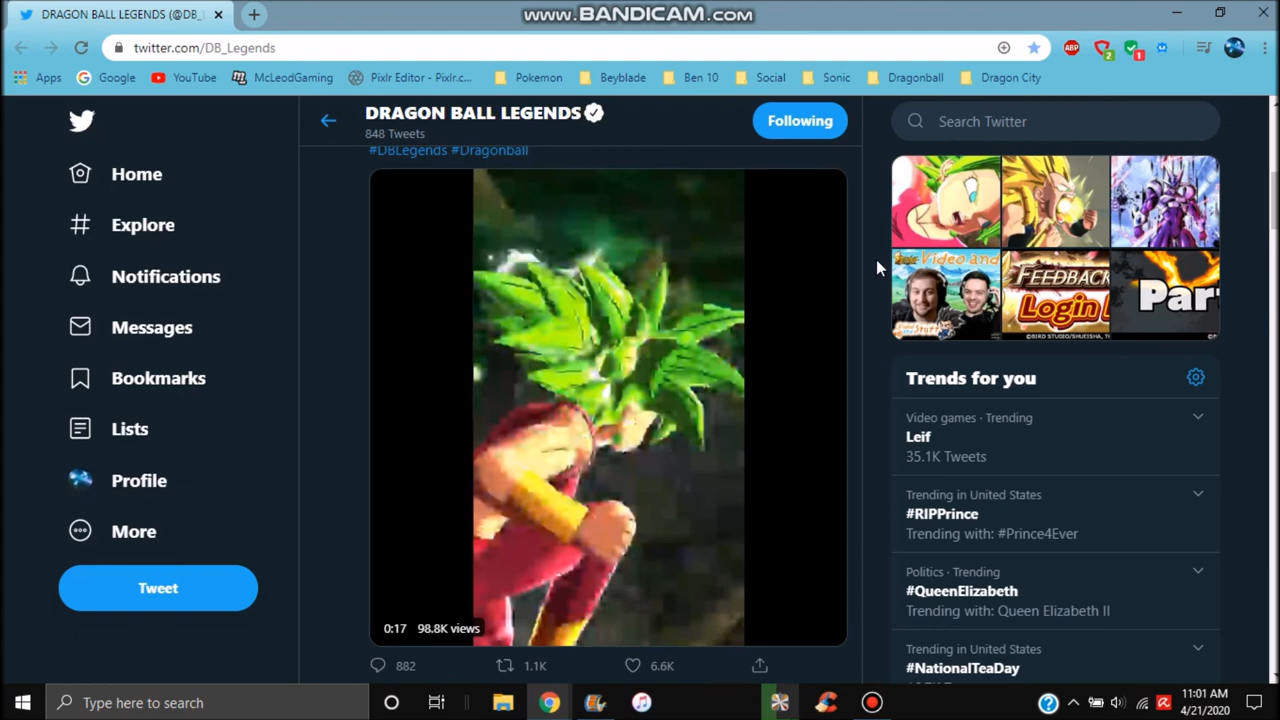 www.BANDICAM.com
DRAGON BALL LEGENDS (@DB_
twitter.com/DB_Legends
ABP
2
1
Apps
Google
YouTube
McLeodGaming
Pixlr Editor - Pixlr.c...
Pokemon
Beyblade
Ben 10
Social
Sonic
Dragonball
Dragon City
Home
Explore
Notifications
Messages
Bookmarks
Lists
Profile
More
Tweet
DRAGON BALL LEGENDS
848 Tweets
Following
#DBLegends #Dragonball
0:17 98.8K views
882
1.1K
6.6K
Search Twitter
Video and
FEEDBACK
Login
Par
Trends for you
Video games · Trending
Leif
35.1K Tweets
Trending in United States
#RIPPrince
Trending with: #Prince4Ever
Politics · Trending
#QueenElizabeth
Trending with: Queen Elizabeth II
Trending in United States
#NationalTeaDay
Type here to search
11:01 AM
4/21/2020